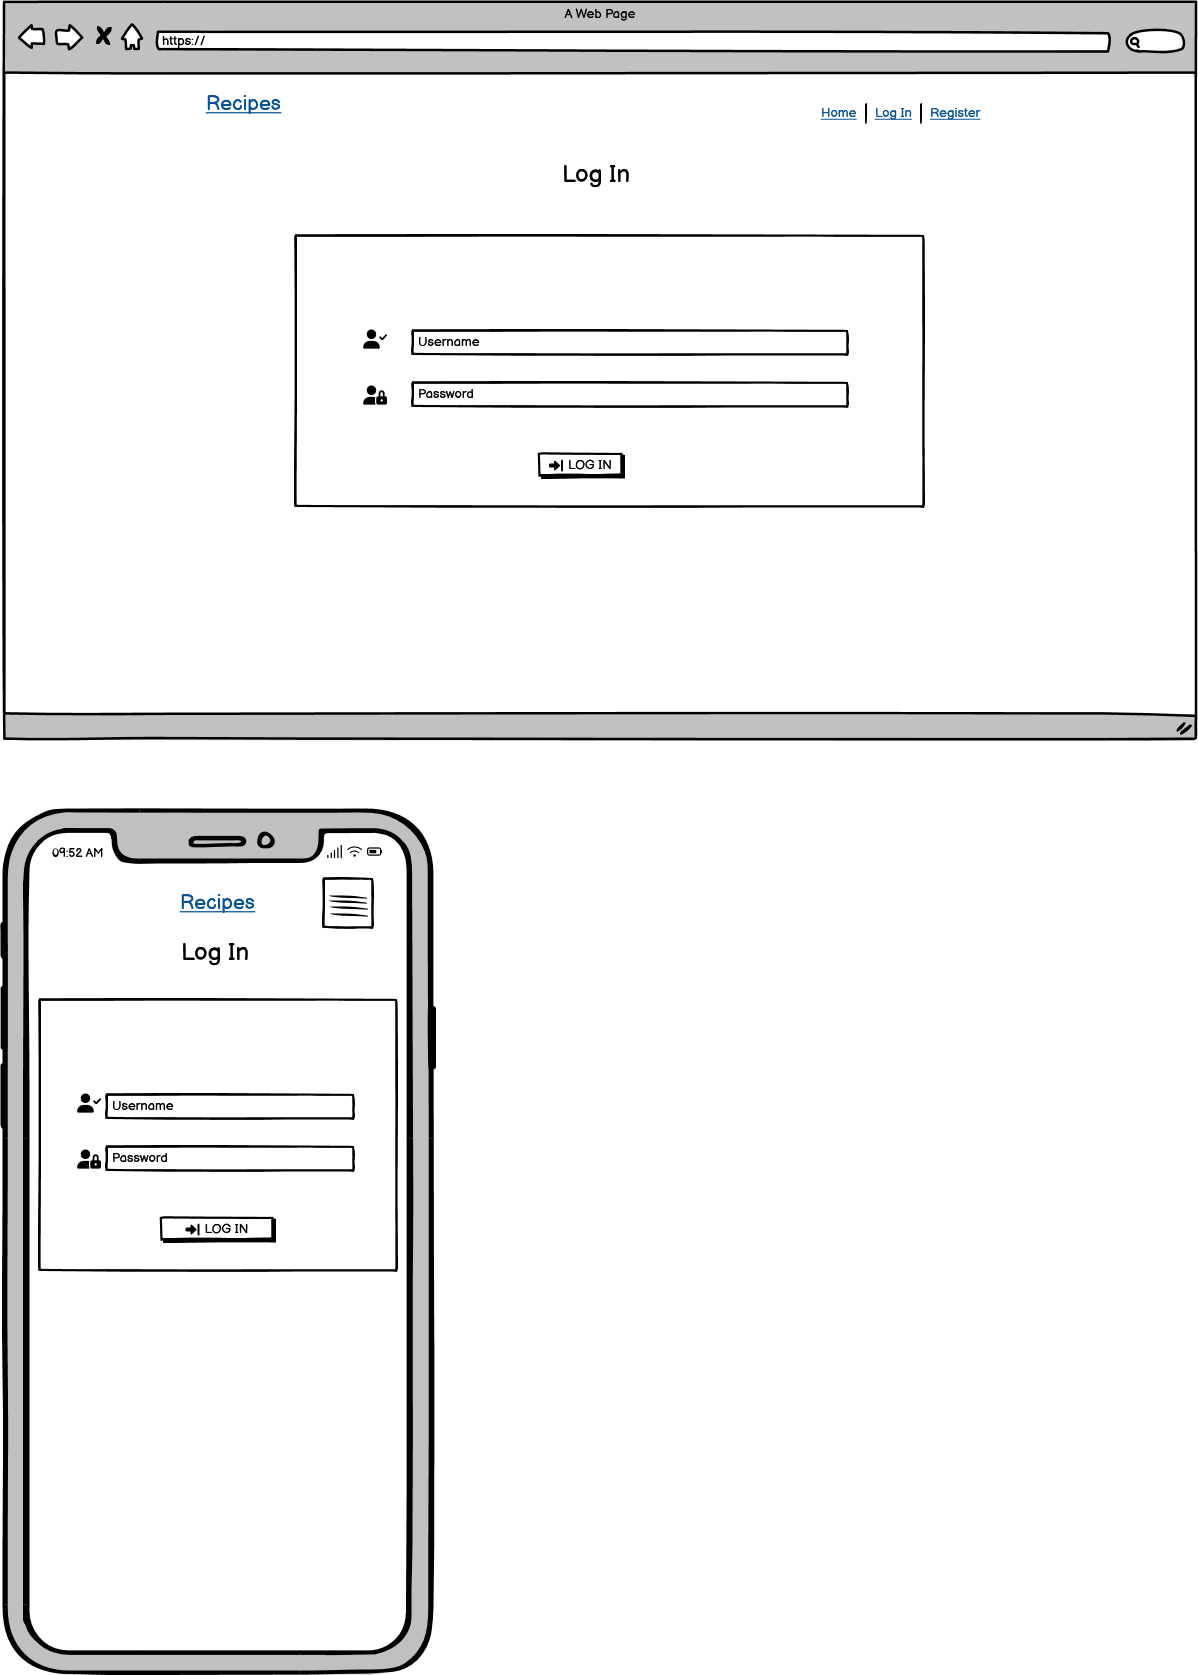 A Web Page
https://
Recipes
Home | Log In | Register
Log In
Username
Password
LOG IN
09:52 AM
Recipes
Log In
Username
Password
LOG IN